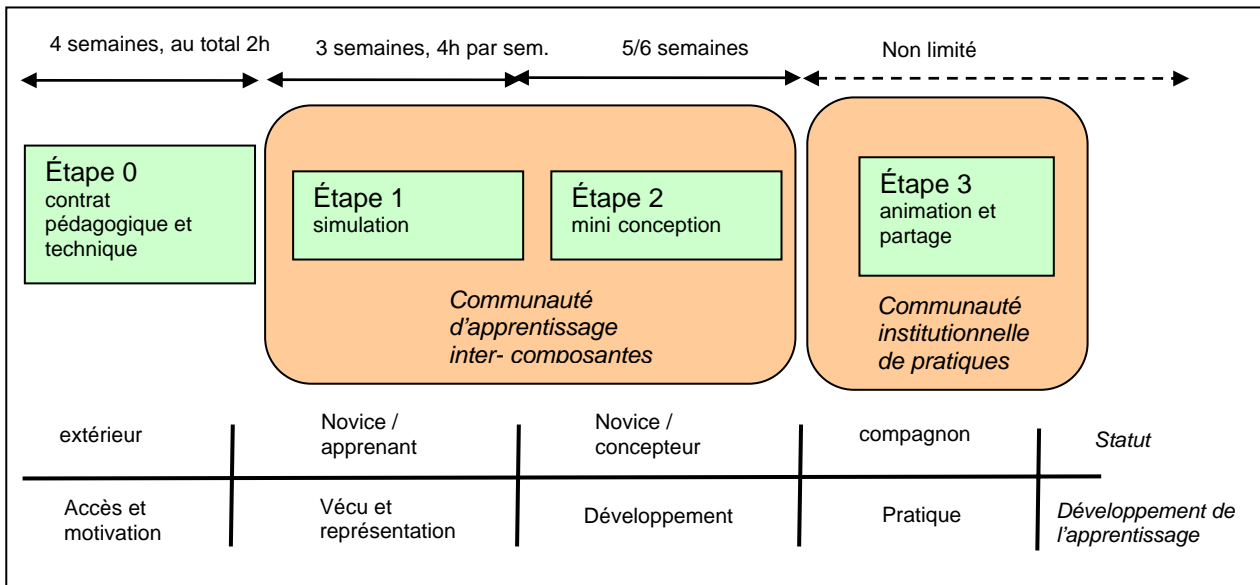 4 semaines, au total 2h
3 semaines, 4h par sem.
5/6 semaines
Non limité
Étape 0
contrat
pédagogique et
technique
Étape 1
simulation
Étape 2
mini conception
Étape 3
animation et
partage
Communauté
d'apprentissage
inter- composantes
Communauté
institutionnelle
de pratiques
extérieur
Novice /
apprenant
Novice /
concepteur
compagnon
Statut
Accès et
motivation
Vécu et
représentation
Développement
Pratique
Développement de
l'apprentissage